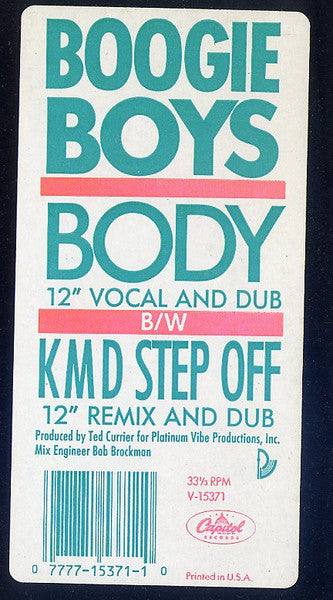 BOOGIE
BOYS
BODY
12" VOCAL AND DUB
B/W
KMD STEP OFF
12" REMIX AND DUB
Produced by Ted Currier for Platinum Vibe Productions, Inc.
Mix Engineer Bob Brockman
33⅓ RPM
V-15371
Capitol
RECORDS
0 7777-15371-1 0
Printed in U.S.A.